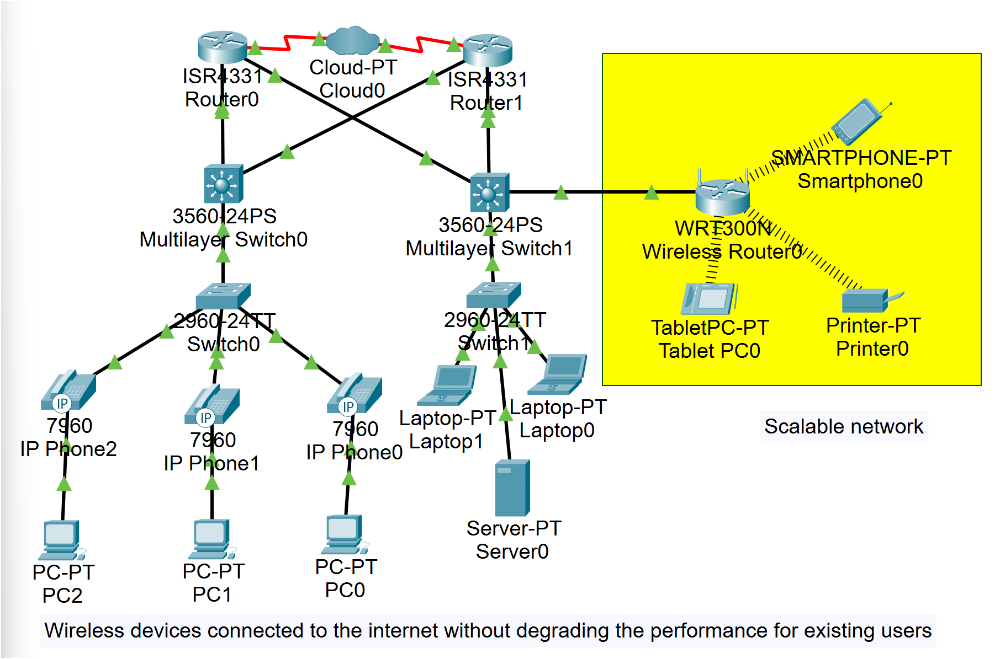 Cloud-PT
Cloud0
ISR4331
Router0
ISR4331
Router1
SMARTPHONE-PT
Smartphone0
3560-24PS
Multilayer Switch0
3560-24PS
Multilayer Switch1
WRT300N
Wireless Router0
2960-24TT
Switch0
2960-24TT
Switch1
TabletPC-PT
Tablet PC0
Printer-PT
Printer0
IP
7960
IP Phone2
IP
7960
IP Phone1
IP
7960
IP Phone0
Laptop-PT
Laptop1
Laptop-PT
Laptop0
Scalable network
Server-PT
Server0
PC-PT
PC2
PC-PT
PC1
PC-PT
PC0
Wireless devices connected to the internet without degrading the performance for existing users